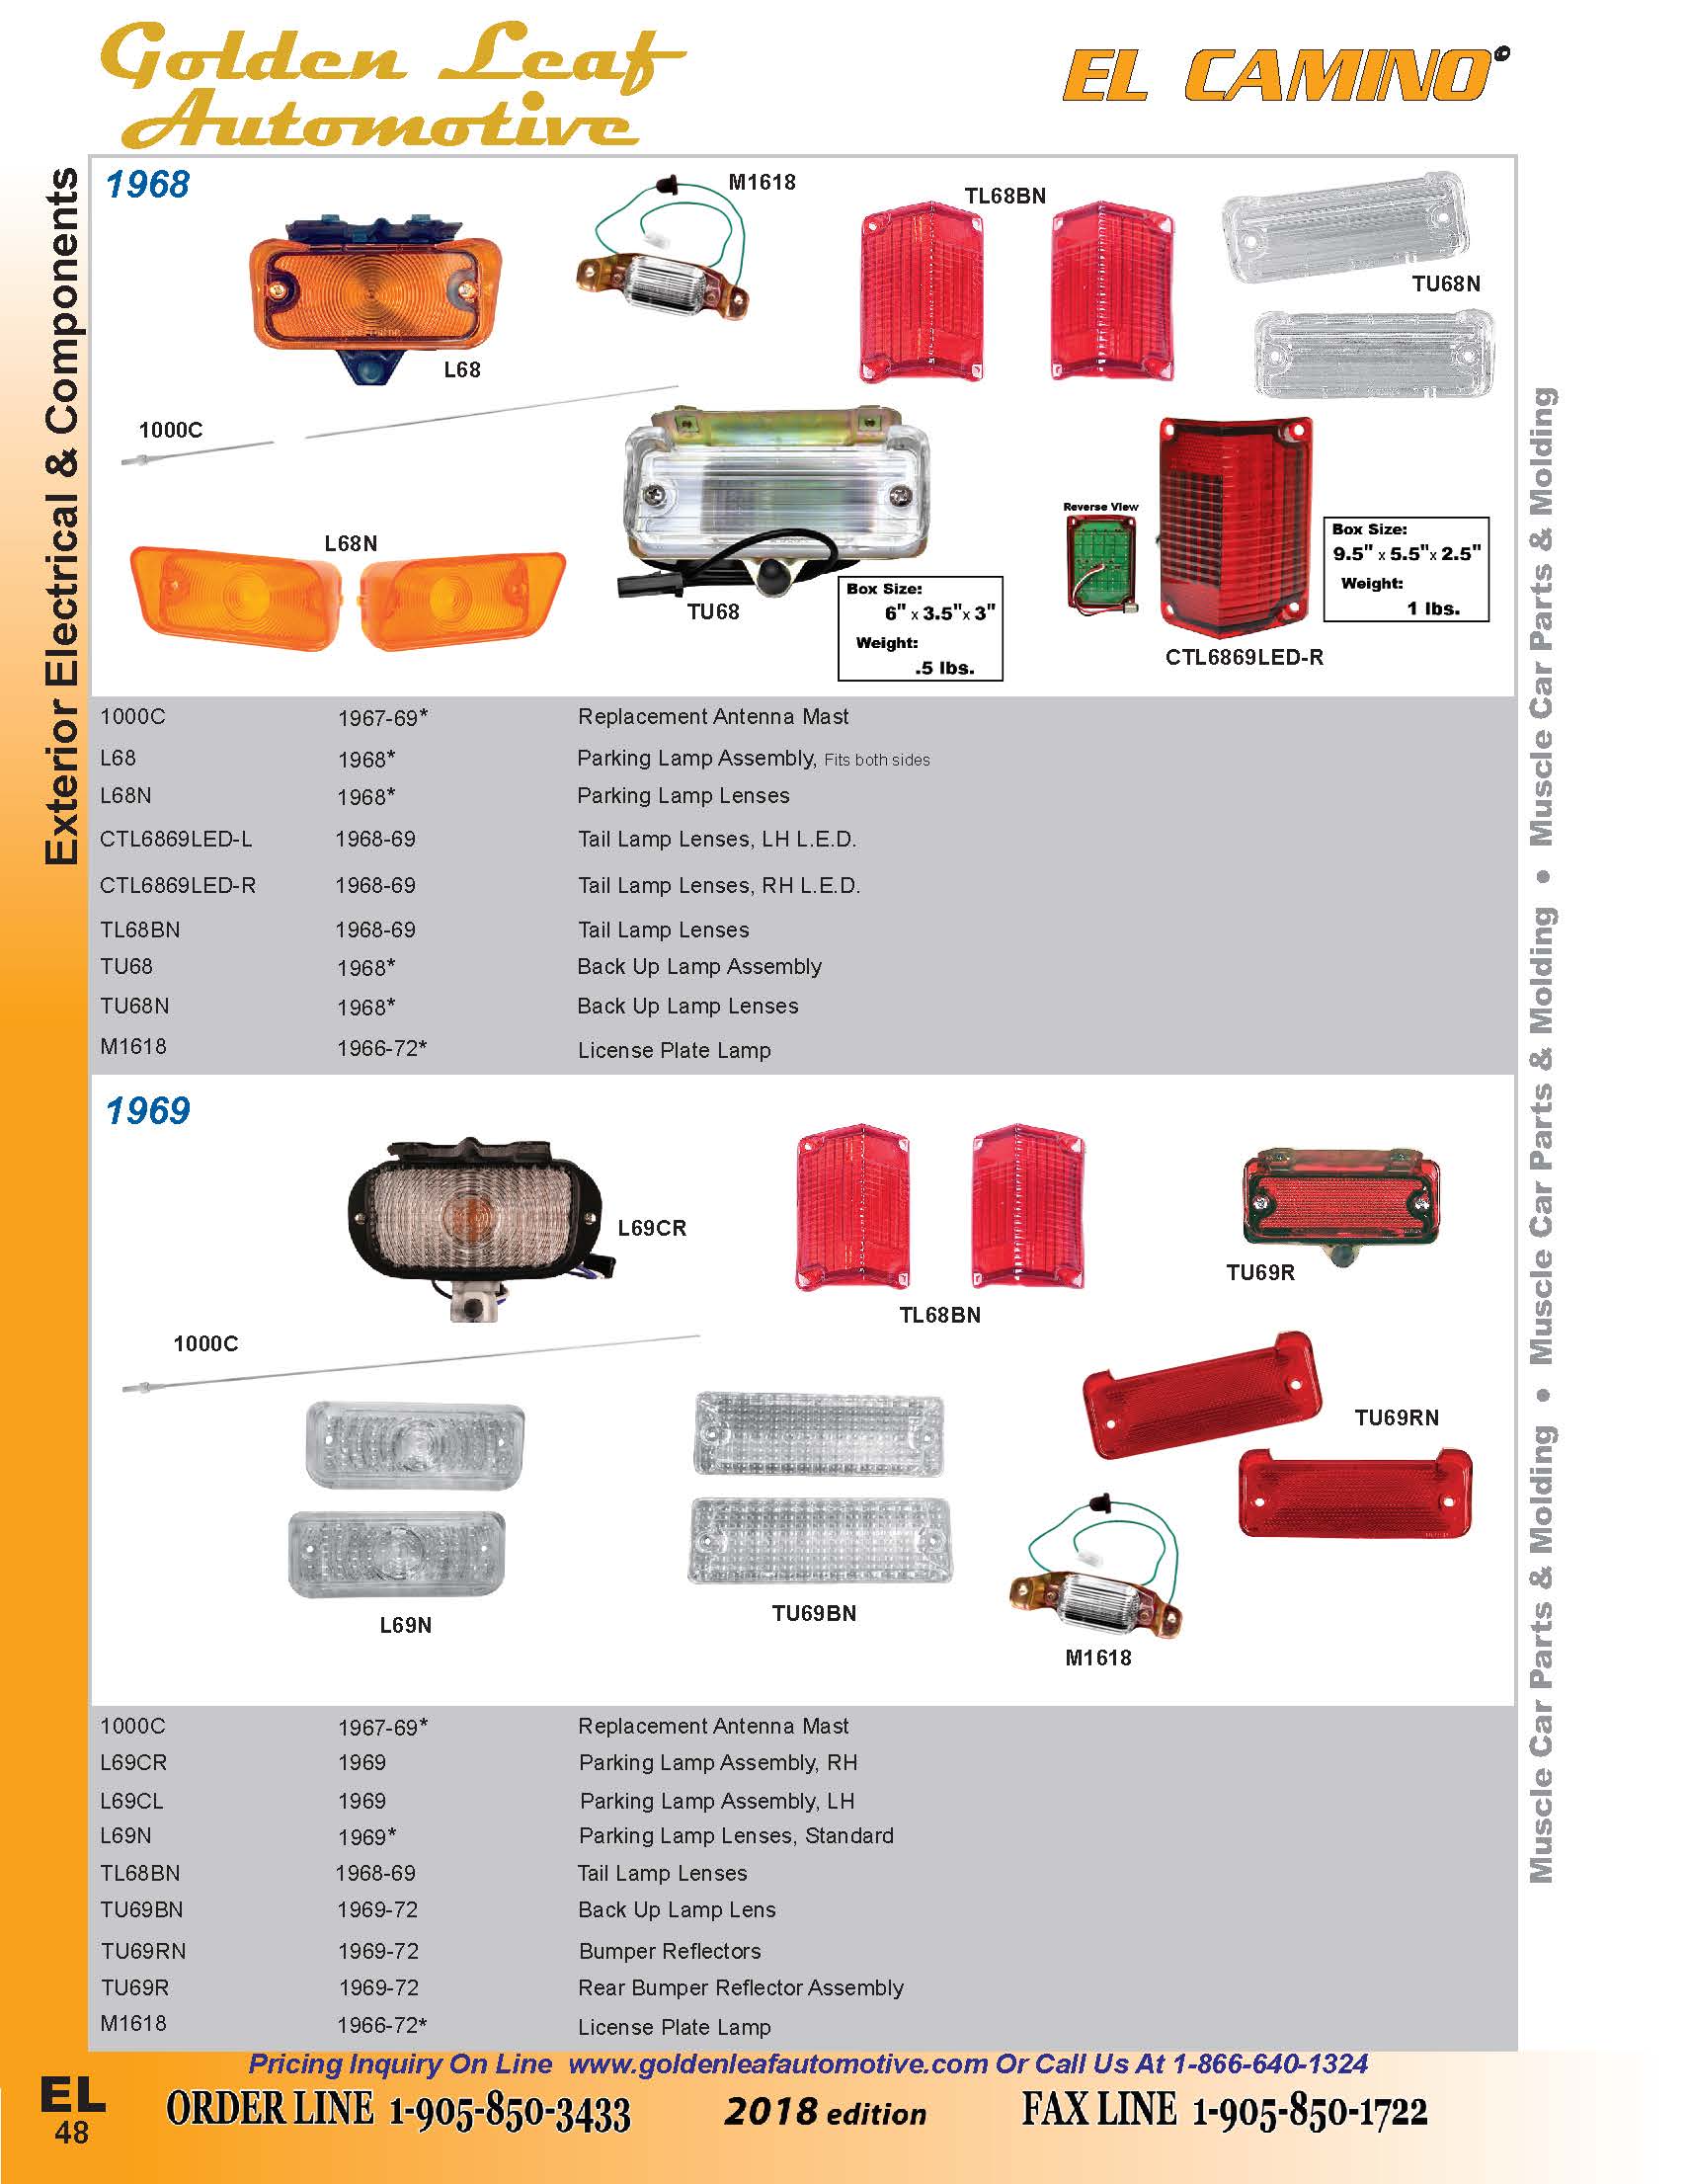 Golden Leaf
Automotive
EL CAMINO
Exterior Electrical & Components
1968
M1618
TL68BN
TU68N
L68
1000C
L68N
TU68
Box Size:
6" x 3.5"x 3"
Weight:
.5 lbs.
Reverse View
CTL6869LED-R
Box Size:
9.5" x 5.5"x 2.5"
Weight:
1 lbs.
1000C 1967-69* Replacement Antenna Mast
L68 1968* Parking Lamp Assembly, Fits both sides
L68N 1968* Parking Lamp Lenses
CTL6869LED-L 1968-69 Tail Lamp Lenses, LH L.E.D.
CTL6869LED-R 1968-69 Tail Lamp Lenses, RH L.E.D.
TL68BN 1968-69 Tail Lamp Lenses
TU68 1968* Back Up Lamp Assembly
TU68N 1968* Back Up Lamp Lenses
M1618 1966-72* License Plate Lamp
1969
L69CR
TL68BN
TU69R
1000C
TU69RN
L69N
TU69BN
M1618
1000C 1967-69* Replacement Antenna Mast
L69CR 1969 Parking Lamp Assembly, RH
L69CL 1969 Parking Lamp Assembly, LH
L69N 1969* Parking Lamp Lenses, Standard
TL68BN 1968-69 Tail Lamp Lenses
TU69BN 1969-72 Back Up Lamp Lens
TU69RN 1969-72 Bumper Reflectors
TU69R 1969-72 Rear Bumper Reflector Assembly
M1618 1966-72* License Plate Lamp
Muscle Car Parts & Molding • Muscle Car Parts & Molding • Muscle Car Parts & Molding
Pricing Inquiry On Line www.goldenleafautomotive.com Or Call Us At 1-866-640-1324
EL
48
ORDER LINE 1-905-850-3433 2018 edition FAX LINE 1-905-850-1722